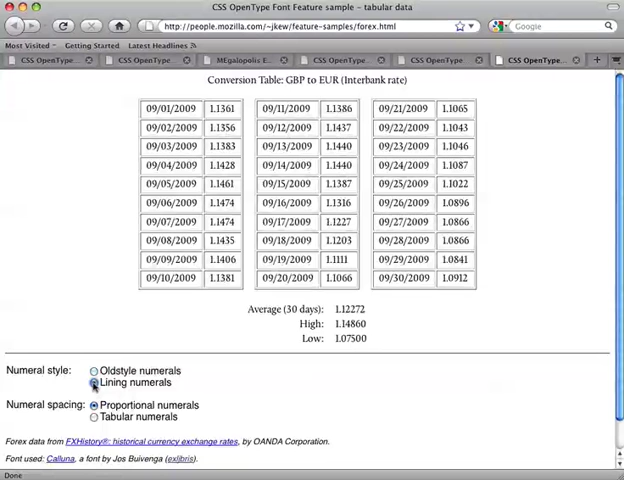 CSS OpenType Font Feature sample - tabular data
http://people.mozilla.com/~jkew/feature-samples/forex.html
Google
Most Visited Getting Started Latest Headlines
CSS OpenType... CSS OpenTyp... MEgalopolis E... CSS OpenType... CSS OpenTyp... CSS OpenTyp...
Conversion Table: GBP to EUR (Interbank rate)
09/01/2009 1.1361 09/11/2009 1.1386 09/21/2009 1.1065
09/02/2009 1.1356 09/12/2009 1.1437 09/22/2009 1.1043
09/03/2009 1.1383 09/13/2009 1.1440 09/23/2009 1.1046
09/04/2009 1.1428 09/14/2009 1.1440 09/24/2009 1.1087
09/05/2009 1.1461 09/15/2009 1.1387 09/25/2009 1.1022
09/06/2009 1.1474 09/16/2009 1.1316 09/26/2009 1.0896
09/07/2009 1.1474 09/17/2009 1.1227 09/27/2009 1.0866
09/08/2009 1.1435 09/18/2009 1.1203 09/28/2009 1.0866
09/09/2009 1.1406 09/19/2009 1.1111 09/29/2009 1.0841
09/10/2009 1.1381 09/20/2009 1.1066 09/30/2009 1.0912
Average (30 days): 1.12272
High: 1.14860
Low: 1.07500
Numeral style: Oldstyle numerals
Lining numerals
Numeral spacing: Proportional numerals
Tabular numerals
Forex data from FXHistory®: historical currency exchange rates, by OANDA Corporation.
Font used: Calluna, a font by Jos Buivenga (exljbris).
Done